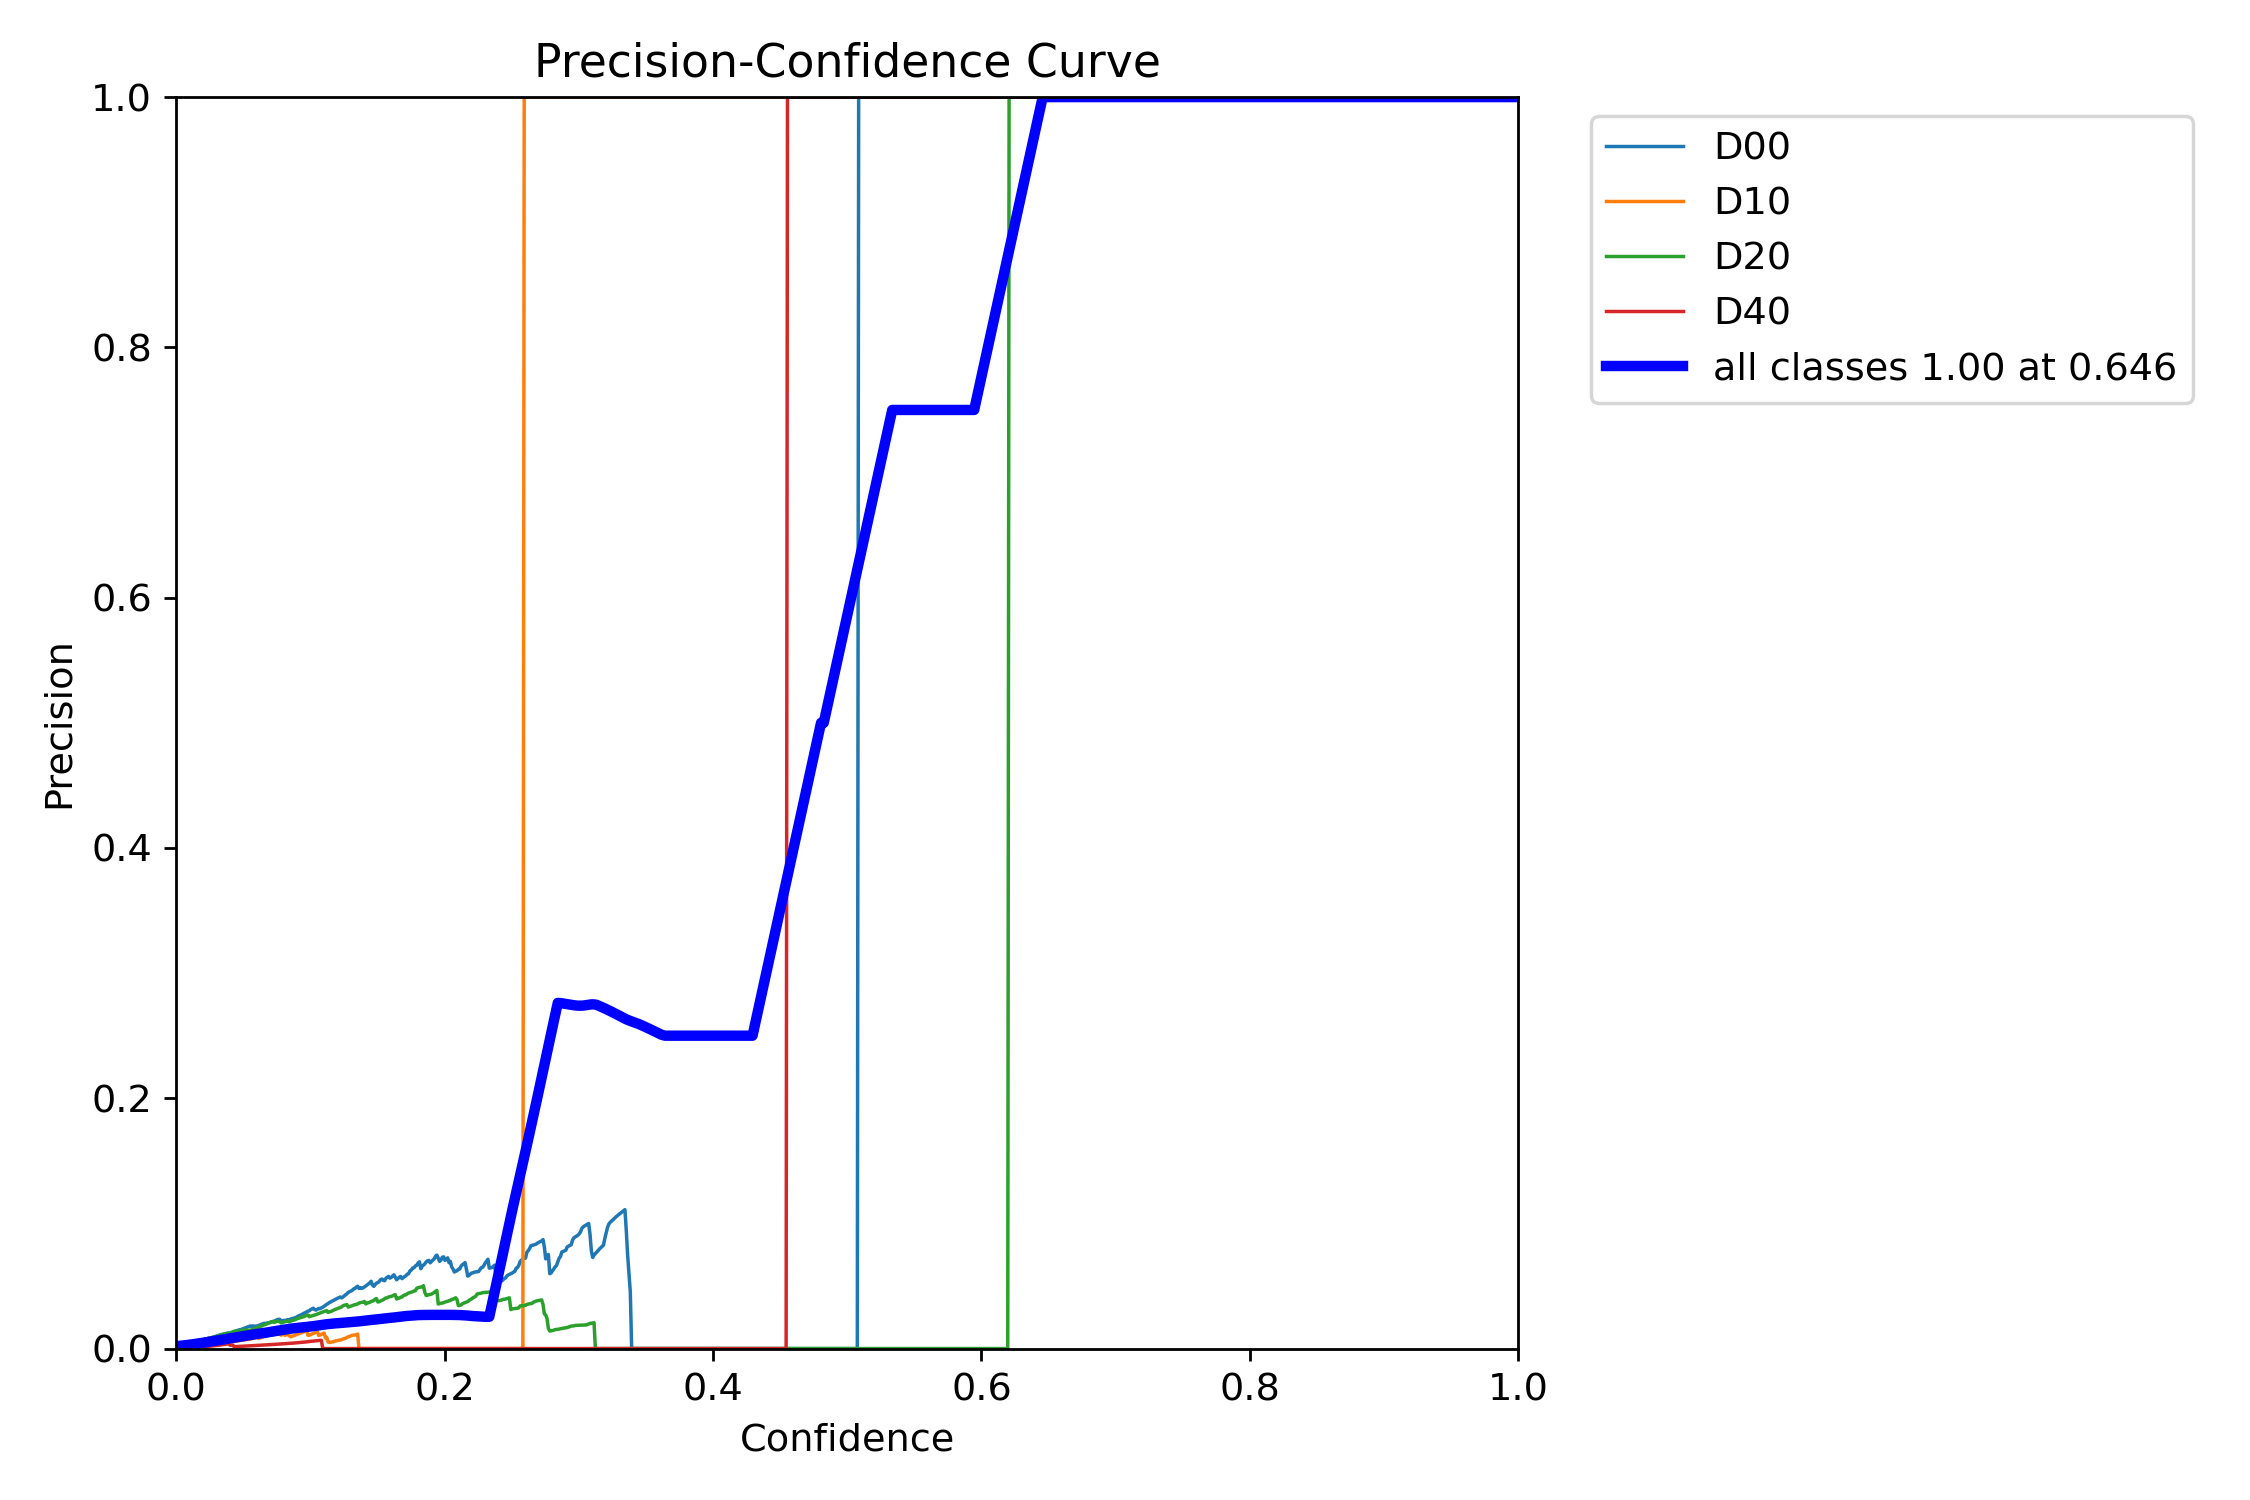 Precision-Confidence Curve
1.0
0.8
0.6
0.4
0.2
0.0
Precision
0.0 0.2 0.4 0.6 0.8 1.0
Confidence
D00
D10
D20
D40
all classes 1.00 at 0.646